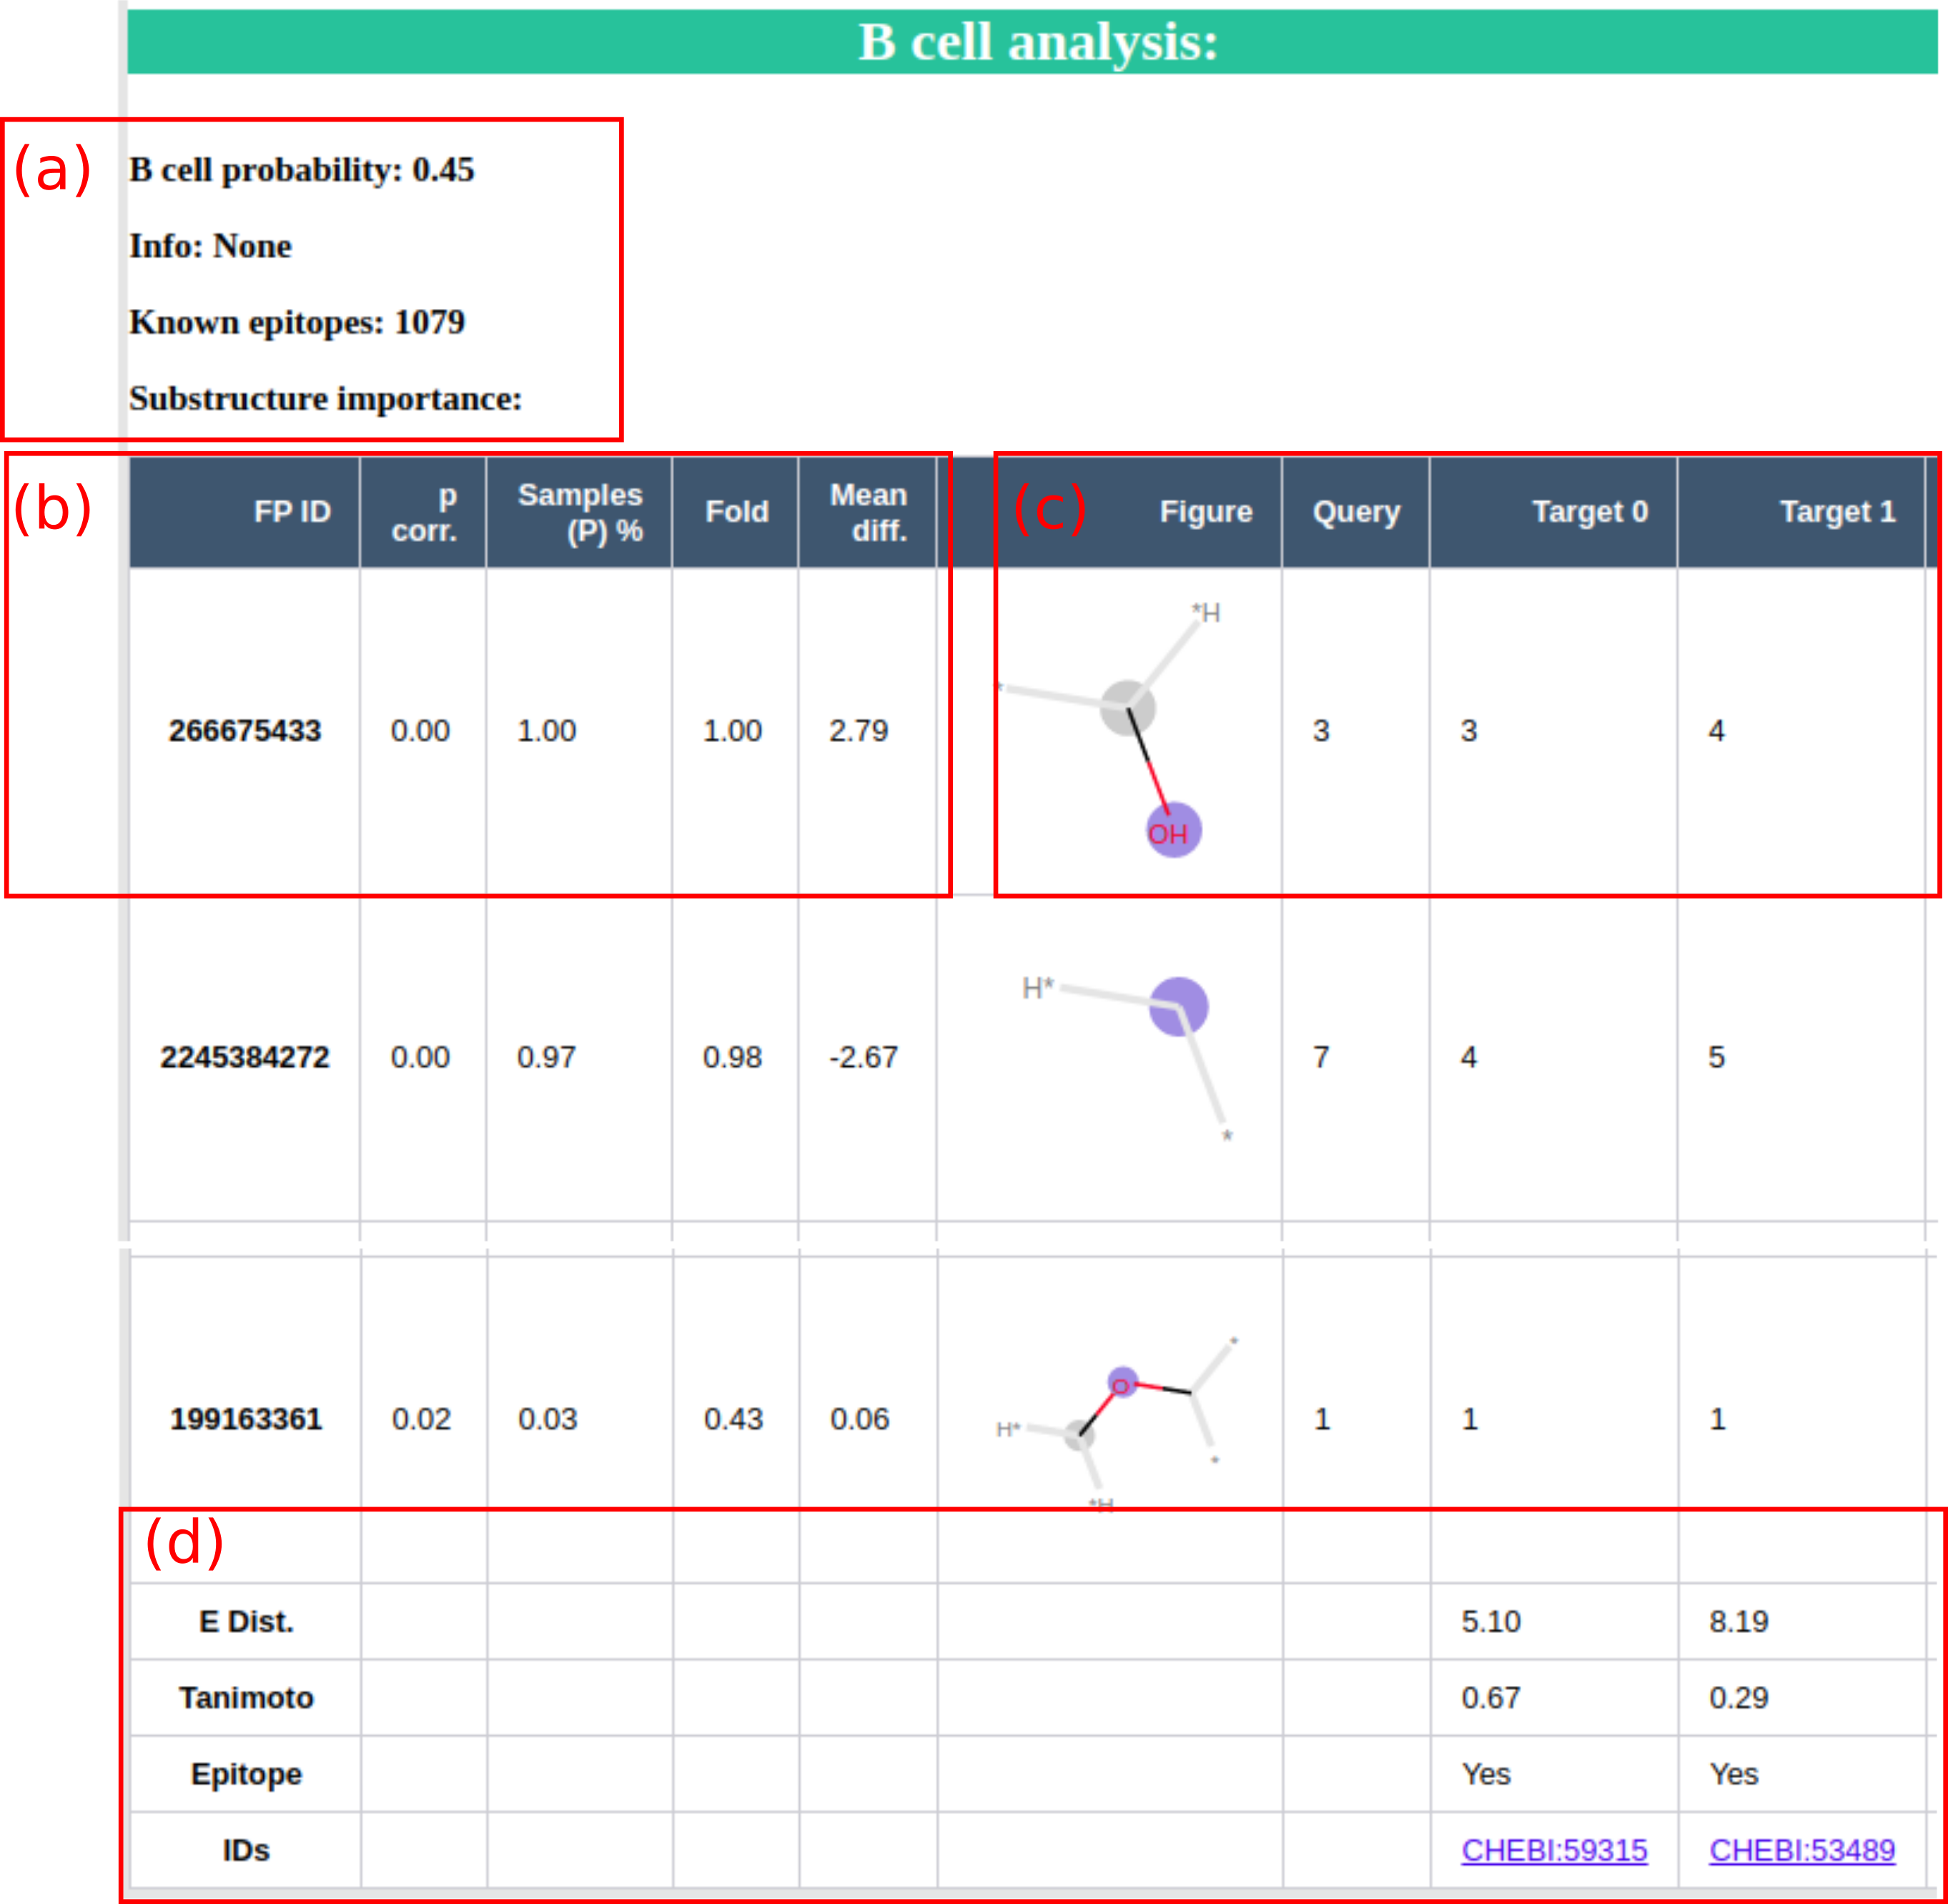 B cell analysis:
(a)
B cell probability: 0.45
Info: None
Known epitopes: 1079
Substructure importance:
(b)
FP ID
p corr.
Samples (P) %
Fold
Mean diff.
(c)
Figure
Query
Target 0
Target 1
266675433
0.00
1.00
1.00
2.79
*H
*
OH
3
3
4
2245384272
0.00
0.97
0.98
-2.67
H*
*
7
4
5
199163361
0.02
0.03
0.43
0.06
*
O
H*
*
*H
1
1
1
(d)
E Dist.
5.10
8.19
Tanimoto
0.67
0.29
Epitope
Yes
Yes
IDs
CHEBI:59315
CHEBI:53489